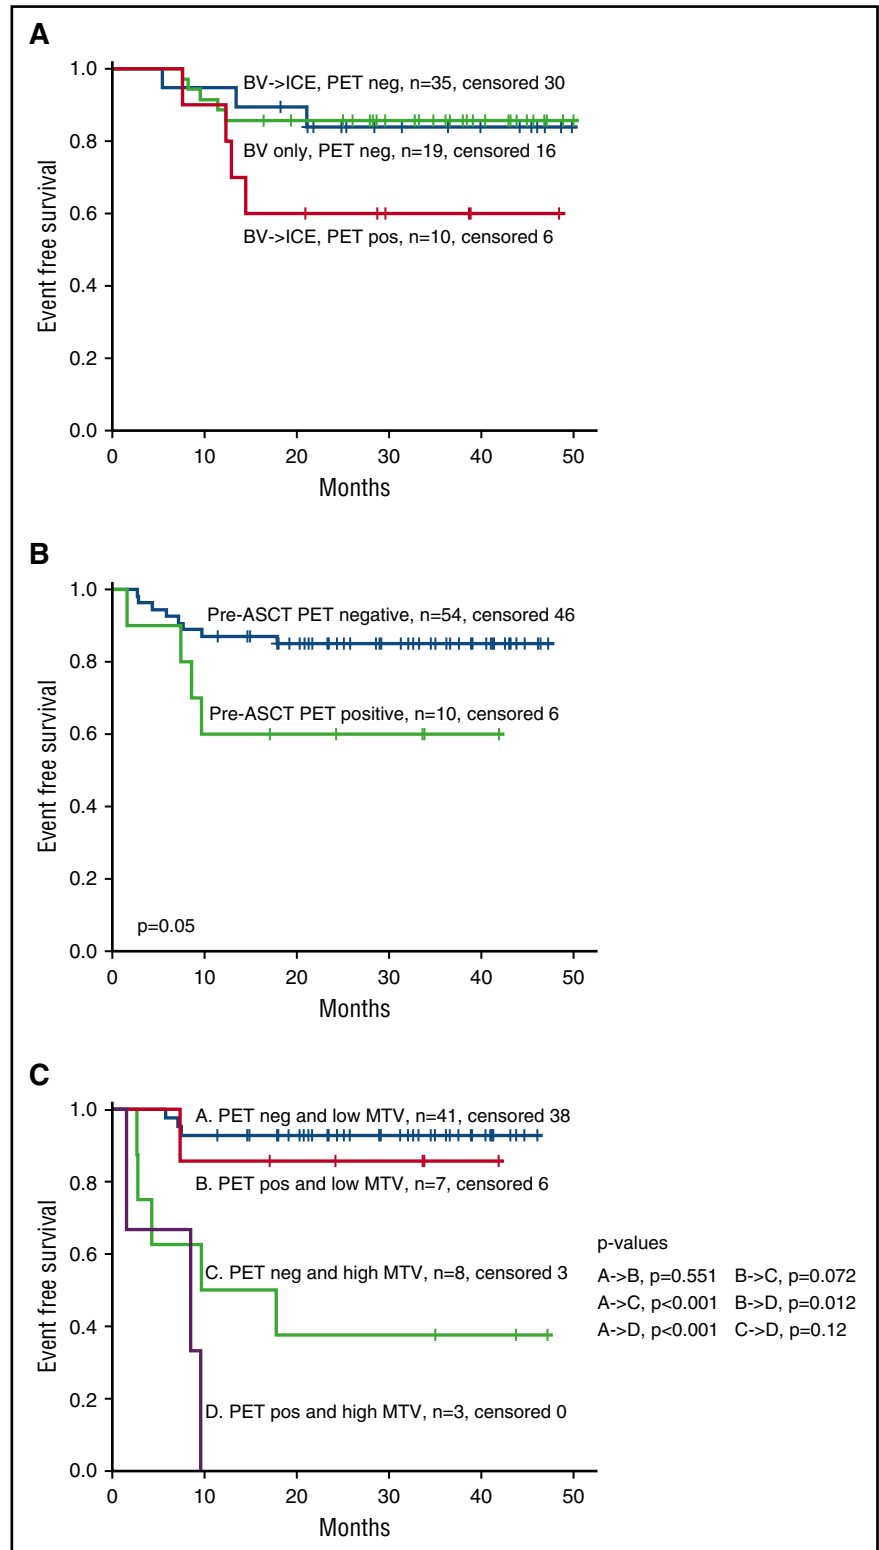 A
1.0
0.8
0.6
0.4
0.2
0.0
Event free survival
BV->ICE, PET neg, n=35, censored 30
BV only, PET neg, n=19, censored 16
BV->ICE, PET pos, n=10, censored 6
0 10 20 30 40 50
Months
B
1.0
0.8
0.6
0.4
0.2
0.0
Event free survival
Pre-ASCT PET negative, n=54, censored 46
Pre-ASCT PET positive, n=10, censored 6
p=0.05
0 10 20 30 40 50
Months
C
1.0
0.8
0.6
0.4
0.2
0.0
Event free survival
A. PET neg and low MTV, n=41, censored 38
B. PET pos and low MTV, n=7, censored 6
C. PET neg and high MTV, n=8, censored 3
D. PET pos and high MTV, n=3, censored 0
p-values
A->B, p=0.551 B->C, p=0.072
A->C, p<0.001 B->D, p=0.012
A->D, p<0.001 C->D, p=0.12
0 10 20 30 40 50
Months